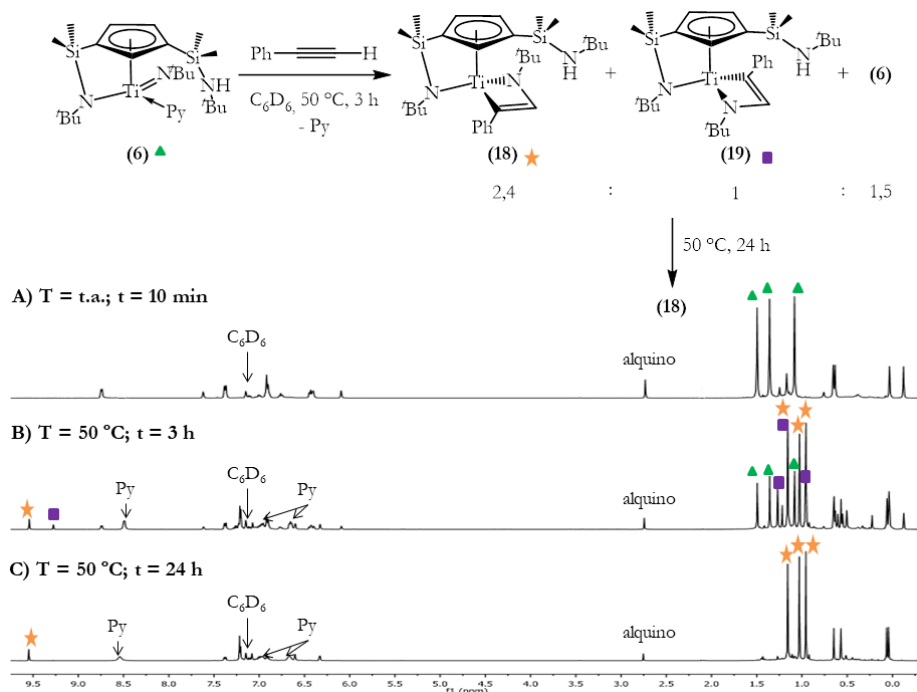 Si Si ᵗBu
Ph H
Si NᵗBu NH
Ti N Py
ᵗBu ᵗBu
C₆D₆, 50 °C, 3 h
- Py
Si Si ᵗBu N H
ᵗBu N Ti N ᵗBu
Ph
+
Si Si ᵗBu N H
ᵗBu N Ti Ph
N ᵗBu
+ (6)
(6) (18) (19)
2,4 : 1 : 1,5
50 °C, 24 h
(18)
A) T = t.a.; t = 10 min
C₆D₆
alquino
B) T = 50 °C; t = 3 h
Py
C₆D₆
Py
alquino
C) T = 50 °C; t = 24 h
Py
C₆D₆
Py
alquino
9.5 9.0 8.5 8.0 7.5 7.0 6.5 6.0 5.5 5.0 4.5 4.0 3.5 3.0 2.5 2.0 1.5 1.0 0.5 0.0
f1 (ppm)